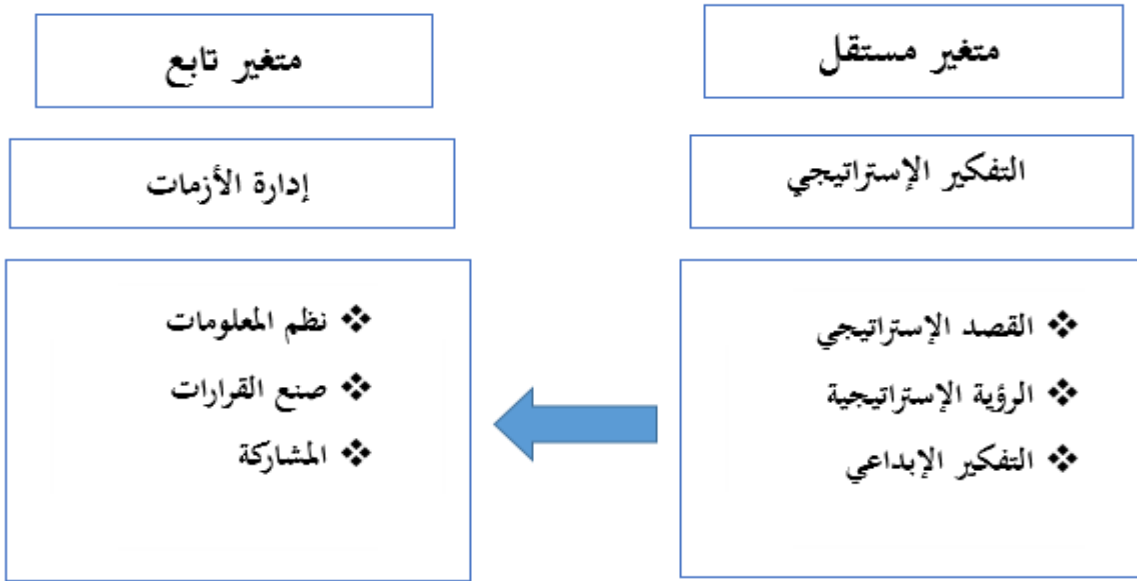 متغير مستقل
متغير تابع
التفكير الإستراتيجي
إدارة الأزمات
❖ القصد الإستراتيجي
❖ الرؤية الإستراتيجية
❖ التفكير الإبداعي
❖ نظم المعلومات
❖ صنع القرارات
❖ المشاركة